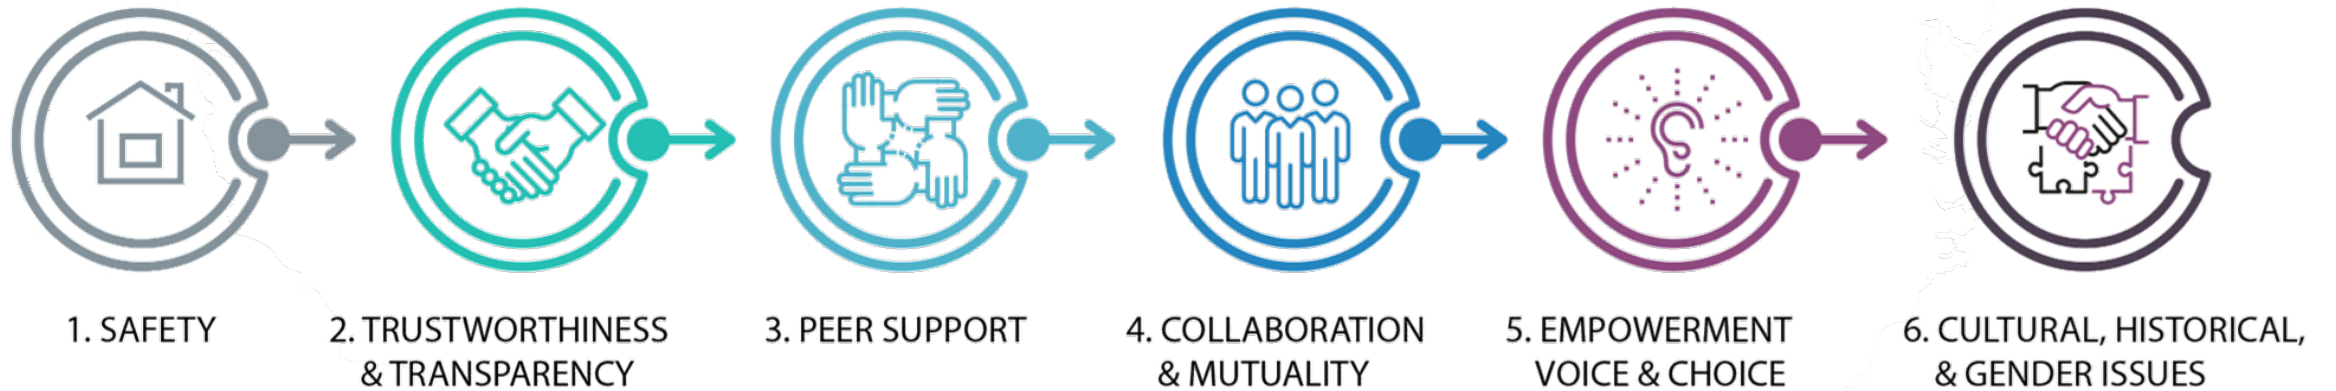 1. SAFETY
2. TRUSTWORTHINESS
& TRANSPARENCY
3. PEER SUPPORT
4. COLLABORATION
& MUTUALITY
5. EMPOWERMENT
VOICE & CHOICE
6. CULTURAL, HISTORICAL,
& GENDER ISSUES